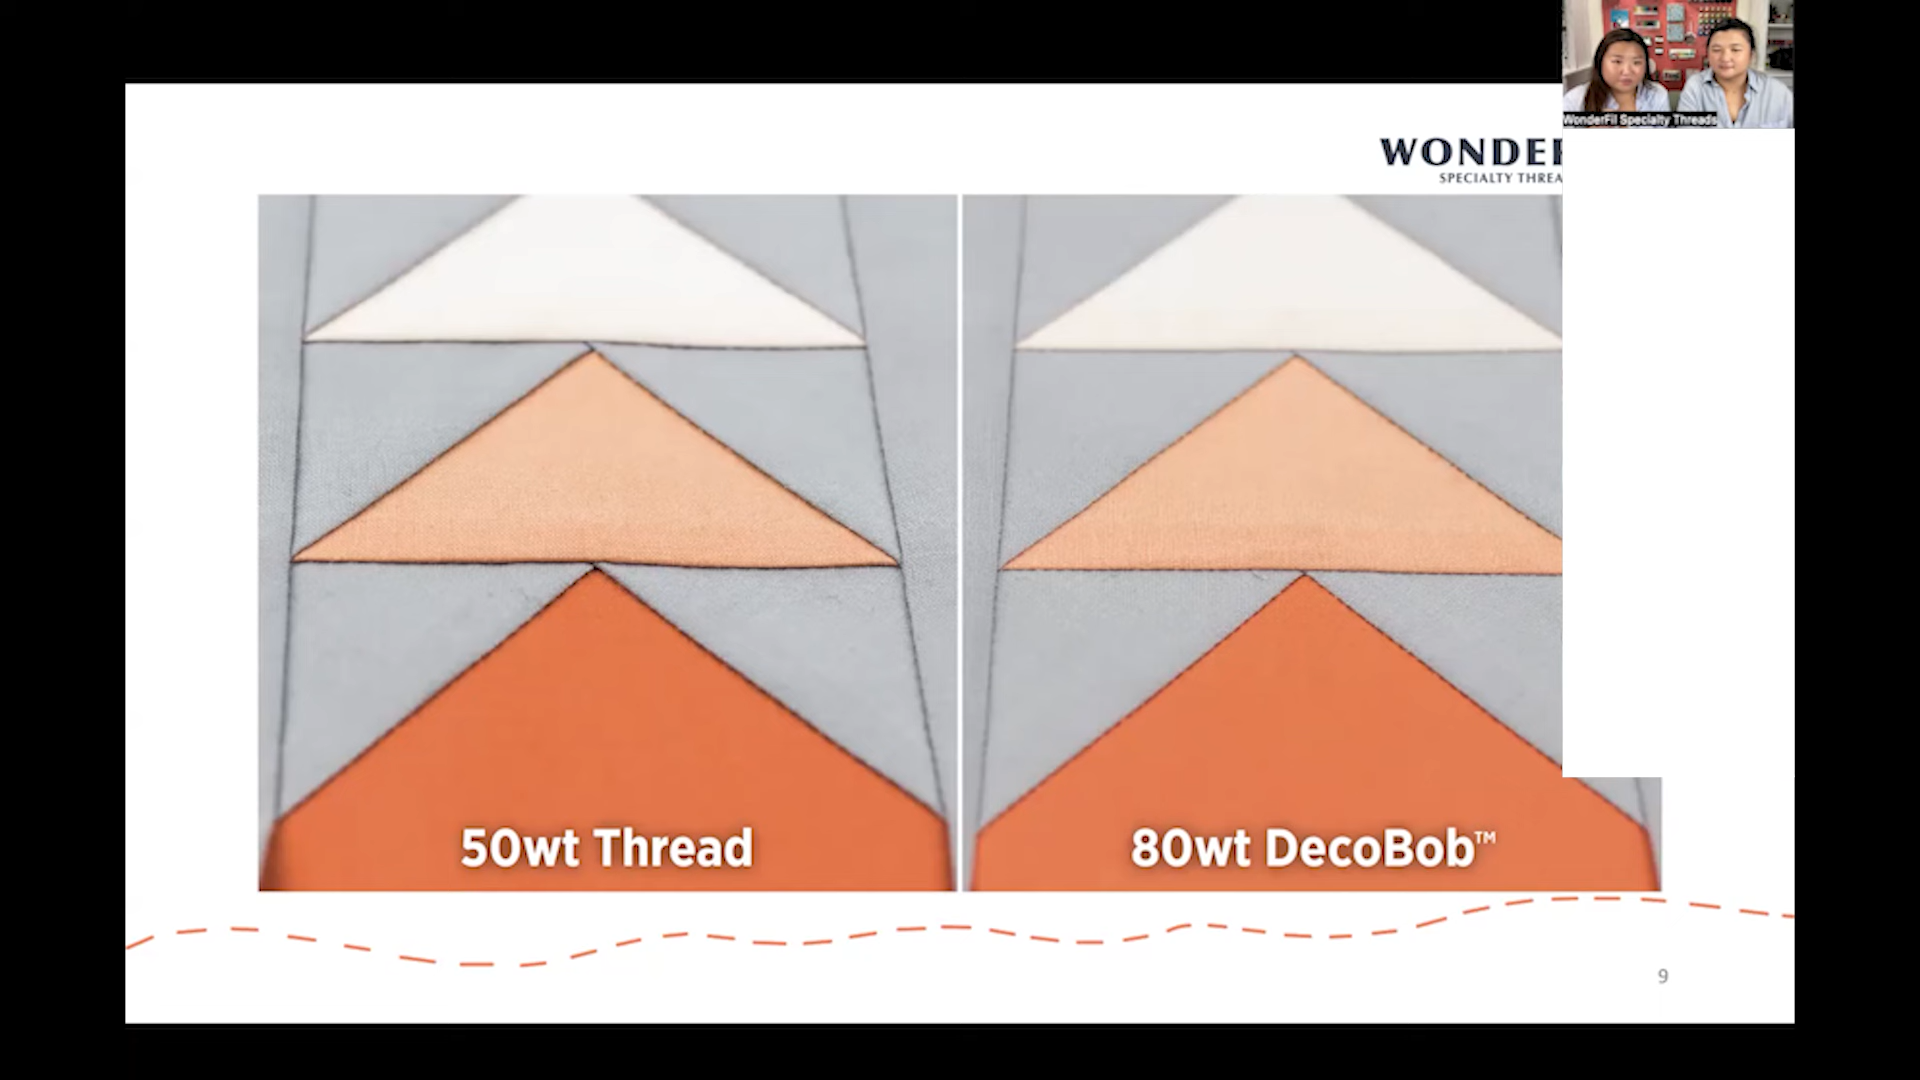 WonderFil Specialty Threads
WONDER
SPECIALTY THREA
50wt Thread
80wt DecoBob™
9